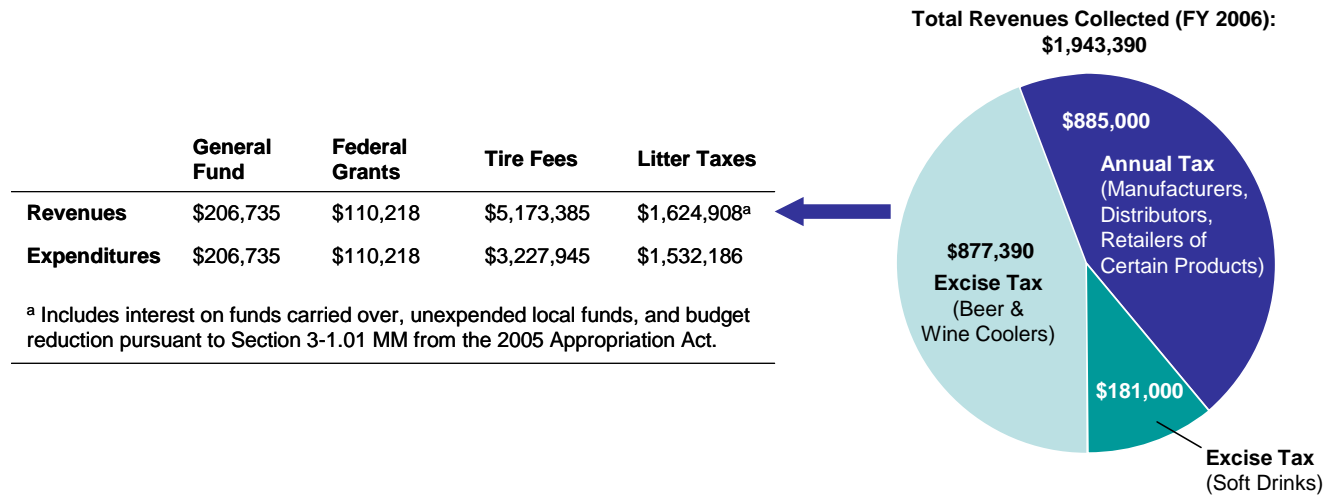 Total Revenues Collected (FY 2006):
$1,943,390
General Fund Federal Grants Tire Fees Litter Taxes
Revenues $206,735 $110,218 $5,173,385 $1,624,908ª
Expenditures $206,735 $110,218 $3,227,945 $1,532,186
ª Includes interest on funds carried over, unexpended local funds, and budget
reduction pursuant to Section 3-1.01 MM from the 2005 Appropriation Act.
$885,000
Annual Tax
(Manufacturers,
Distributors,
Retailers of
Certain Products)
$877,390
Excise Tax
(Beer &
Wine Coolers)
$181,000
Excise Tax
(Soft Drinks)